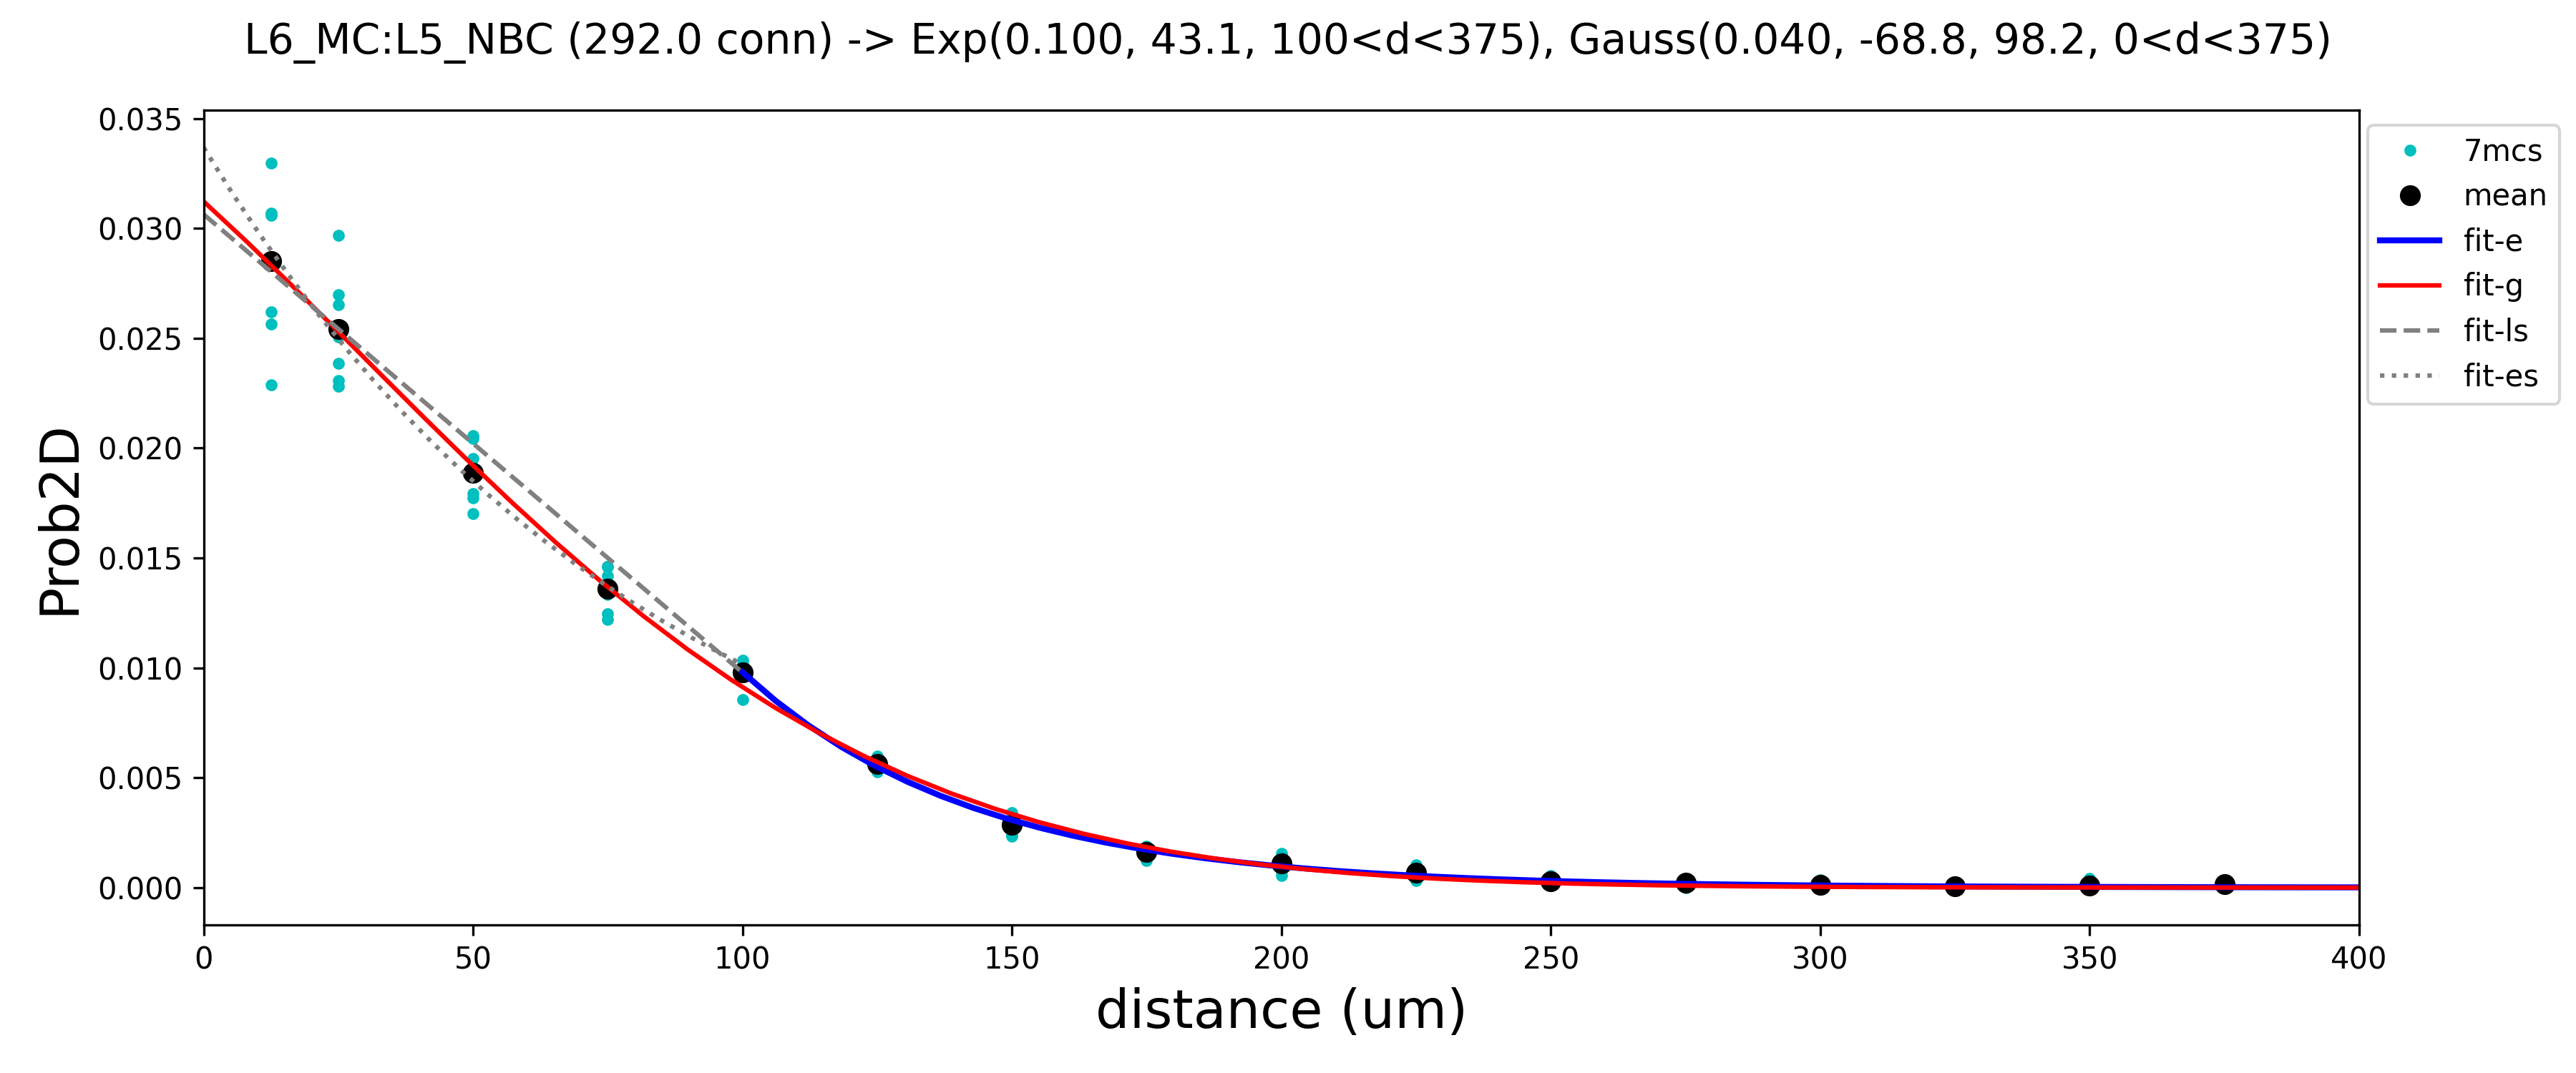 L6_MC:L5_NBC (292.0 conn) -> Exp(0.100, 43.1, 100<d<375), Gauss(0.040, -68.8, 98.2, 0<d<375)
0.035
0.030
0.025
0.020
0.015
0.010
0.005
0.000
Prob2D
0 50 100 150 200 250 300 350 400
distance (um)
7mcs
mean
fit-e
fit-g
fit-ls
fit-es